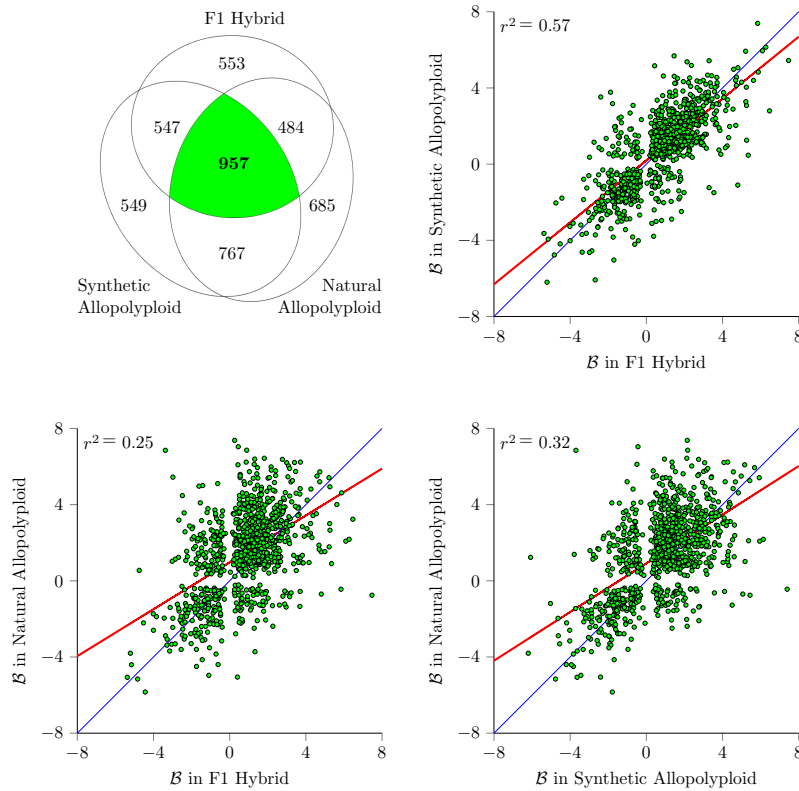 F1 Hybrid
553
547
484
957
549
685
767
Synthetic
Allopolyploid
Natural
Allopolyploid
r² = 0.57
8
4
0
−4
−8
−8
−4
0
4
8
ℬ in Synthetic Allopolyploid
ℬ in F1 Hybrid
r² = 0.25
8
4
0
−4
−8
−8
−4
0
4
8
ℬ in Natural Allopolyploid
ℬ in F1 Hybrid
r² = 0.32
8
4
0
−4
−8
−8
−4
0
4
8
ℬ in Natural Allopolyploid
ℬ in Synthetic Allopolyploid